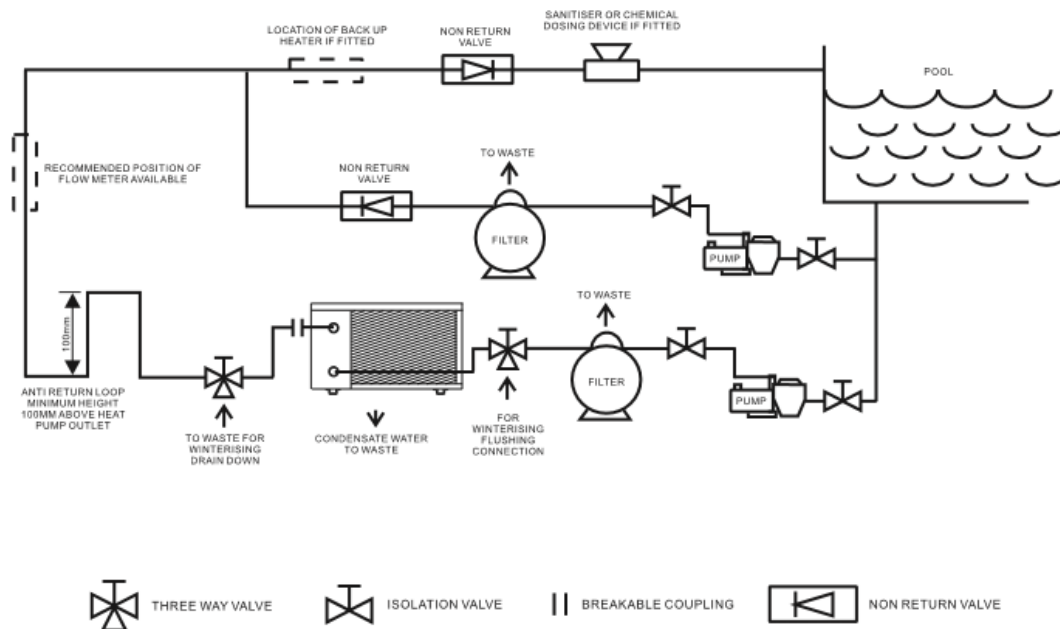 LOCATION OF BACK UP
HEATER IF FITTED
NON RETURN
VALVE
SANITISER OR CHEMICAL
DOSING DEVICE IF FITTED
POOL
RECOMMENDED POSITION OF
FLOW METER AVAILABLE
NON RETURN
VALVE
TO WASTE
FILTER
PUMP
100mm
TO WASTE
FILTER
PUMP
ANTI RETURN LOOP
MINIMUM HEIGHT
100MM ABOVE HEAT
PUMP OUTLET
TO WASTE FOR
WINTERISING
DRAIN DOWN
CONDENSATE WATER
TO WASTE
FOR
WINTERISING
FLUSHING
CONNECTION
THREE WAY VALVE
ISOLATION VALVE
BREAKABLE COUPLING
NON RETURN VALVE